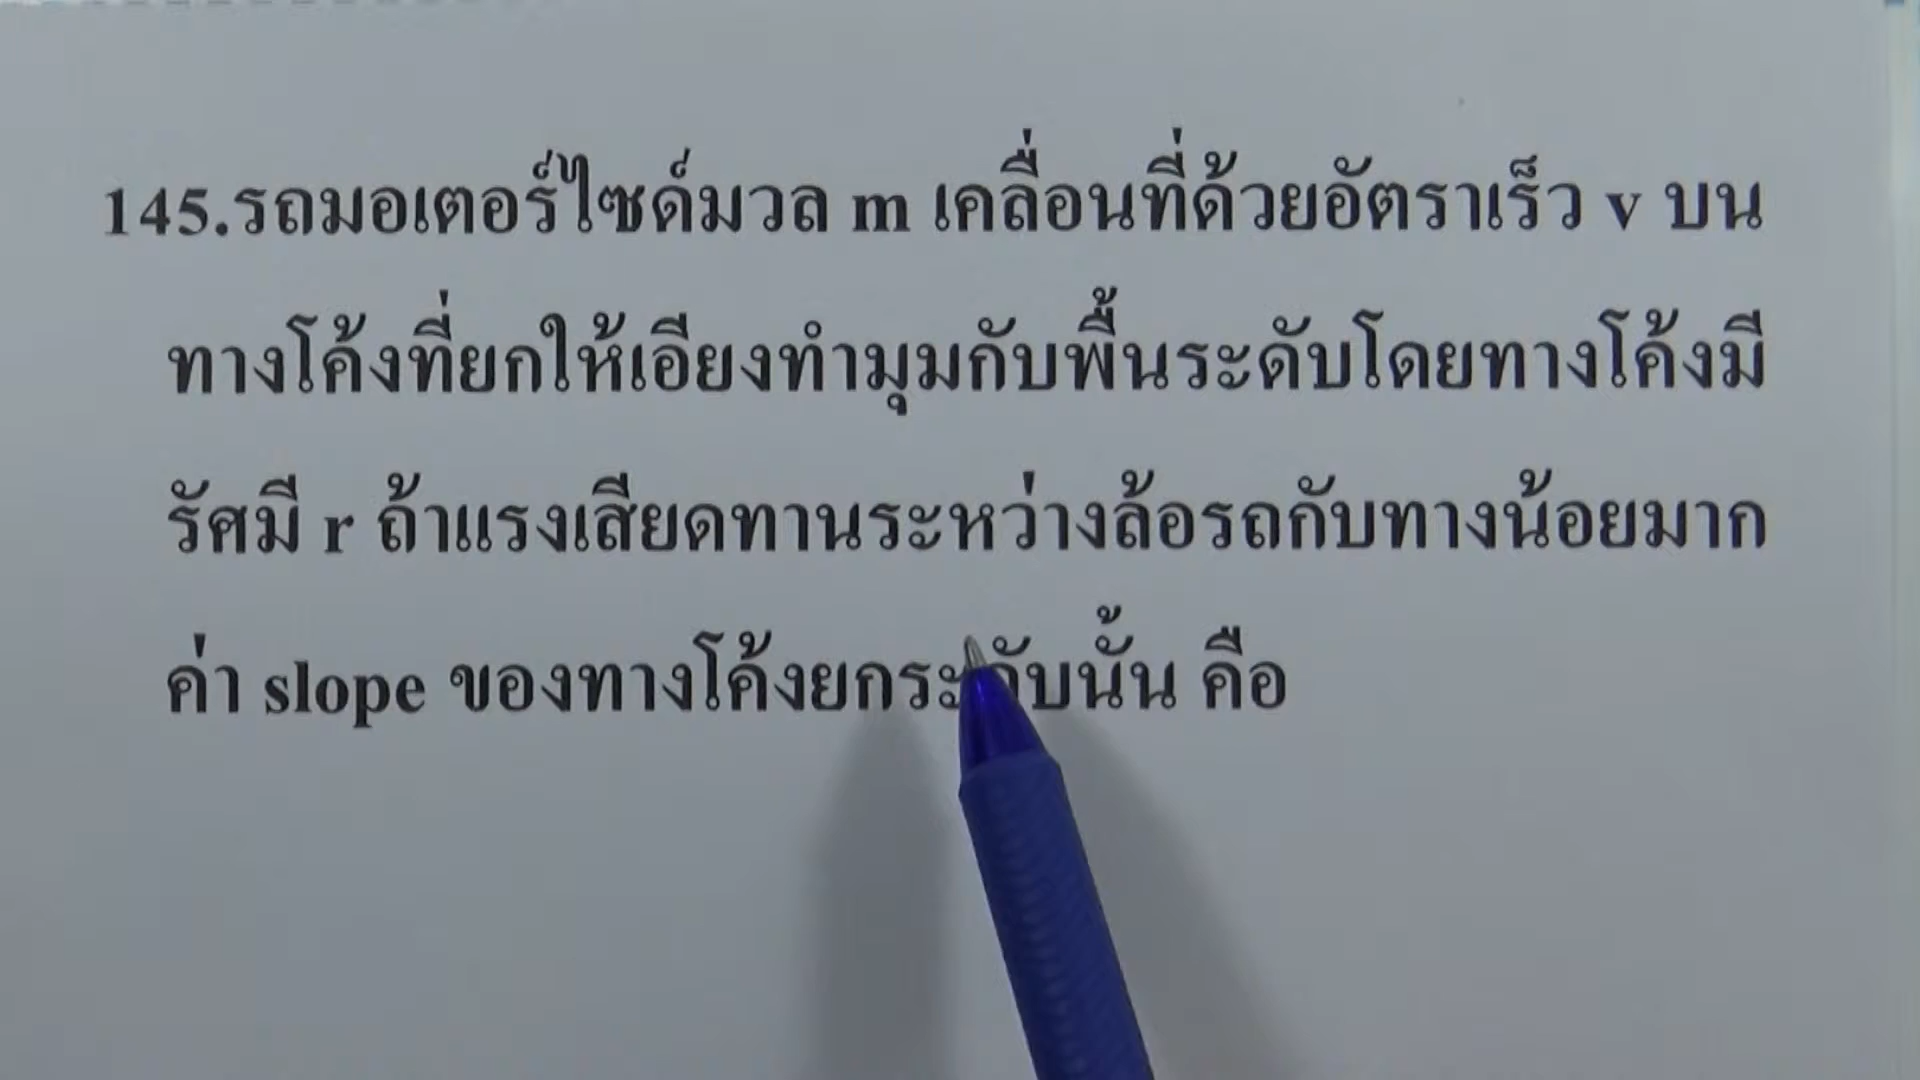 145.รถมอเตอร์ไซด์มวล m เคลื่อนที่ด้วยอัตราเร็ว v บน
ทางโค้งที่ยกให้เอียงทำมุมกับพื้นระดับโดยทางโค้งมี
รัศมี r ถ้าแรงเสียดทานระหว่างล้อรถกับทางน้อยมาก
ค่า slope ของทางโค้งยกระดับนั้น คือ